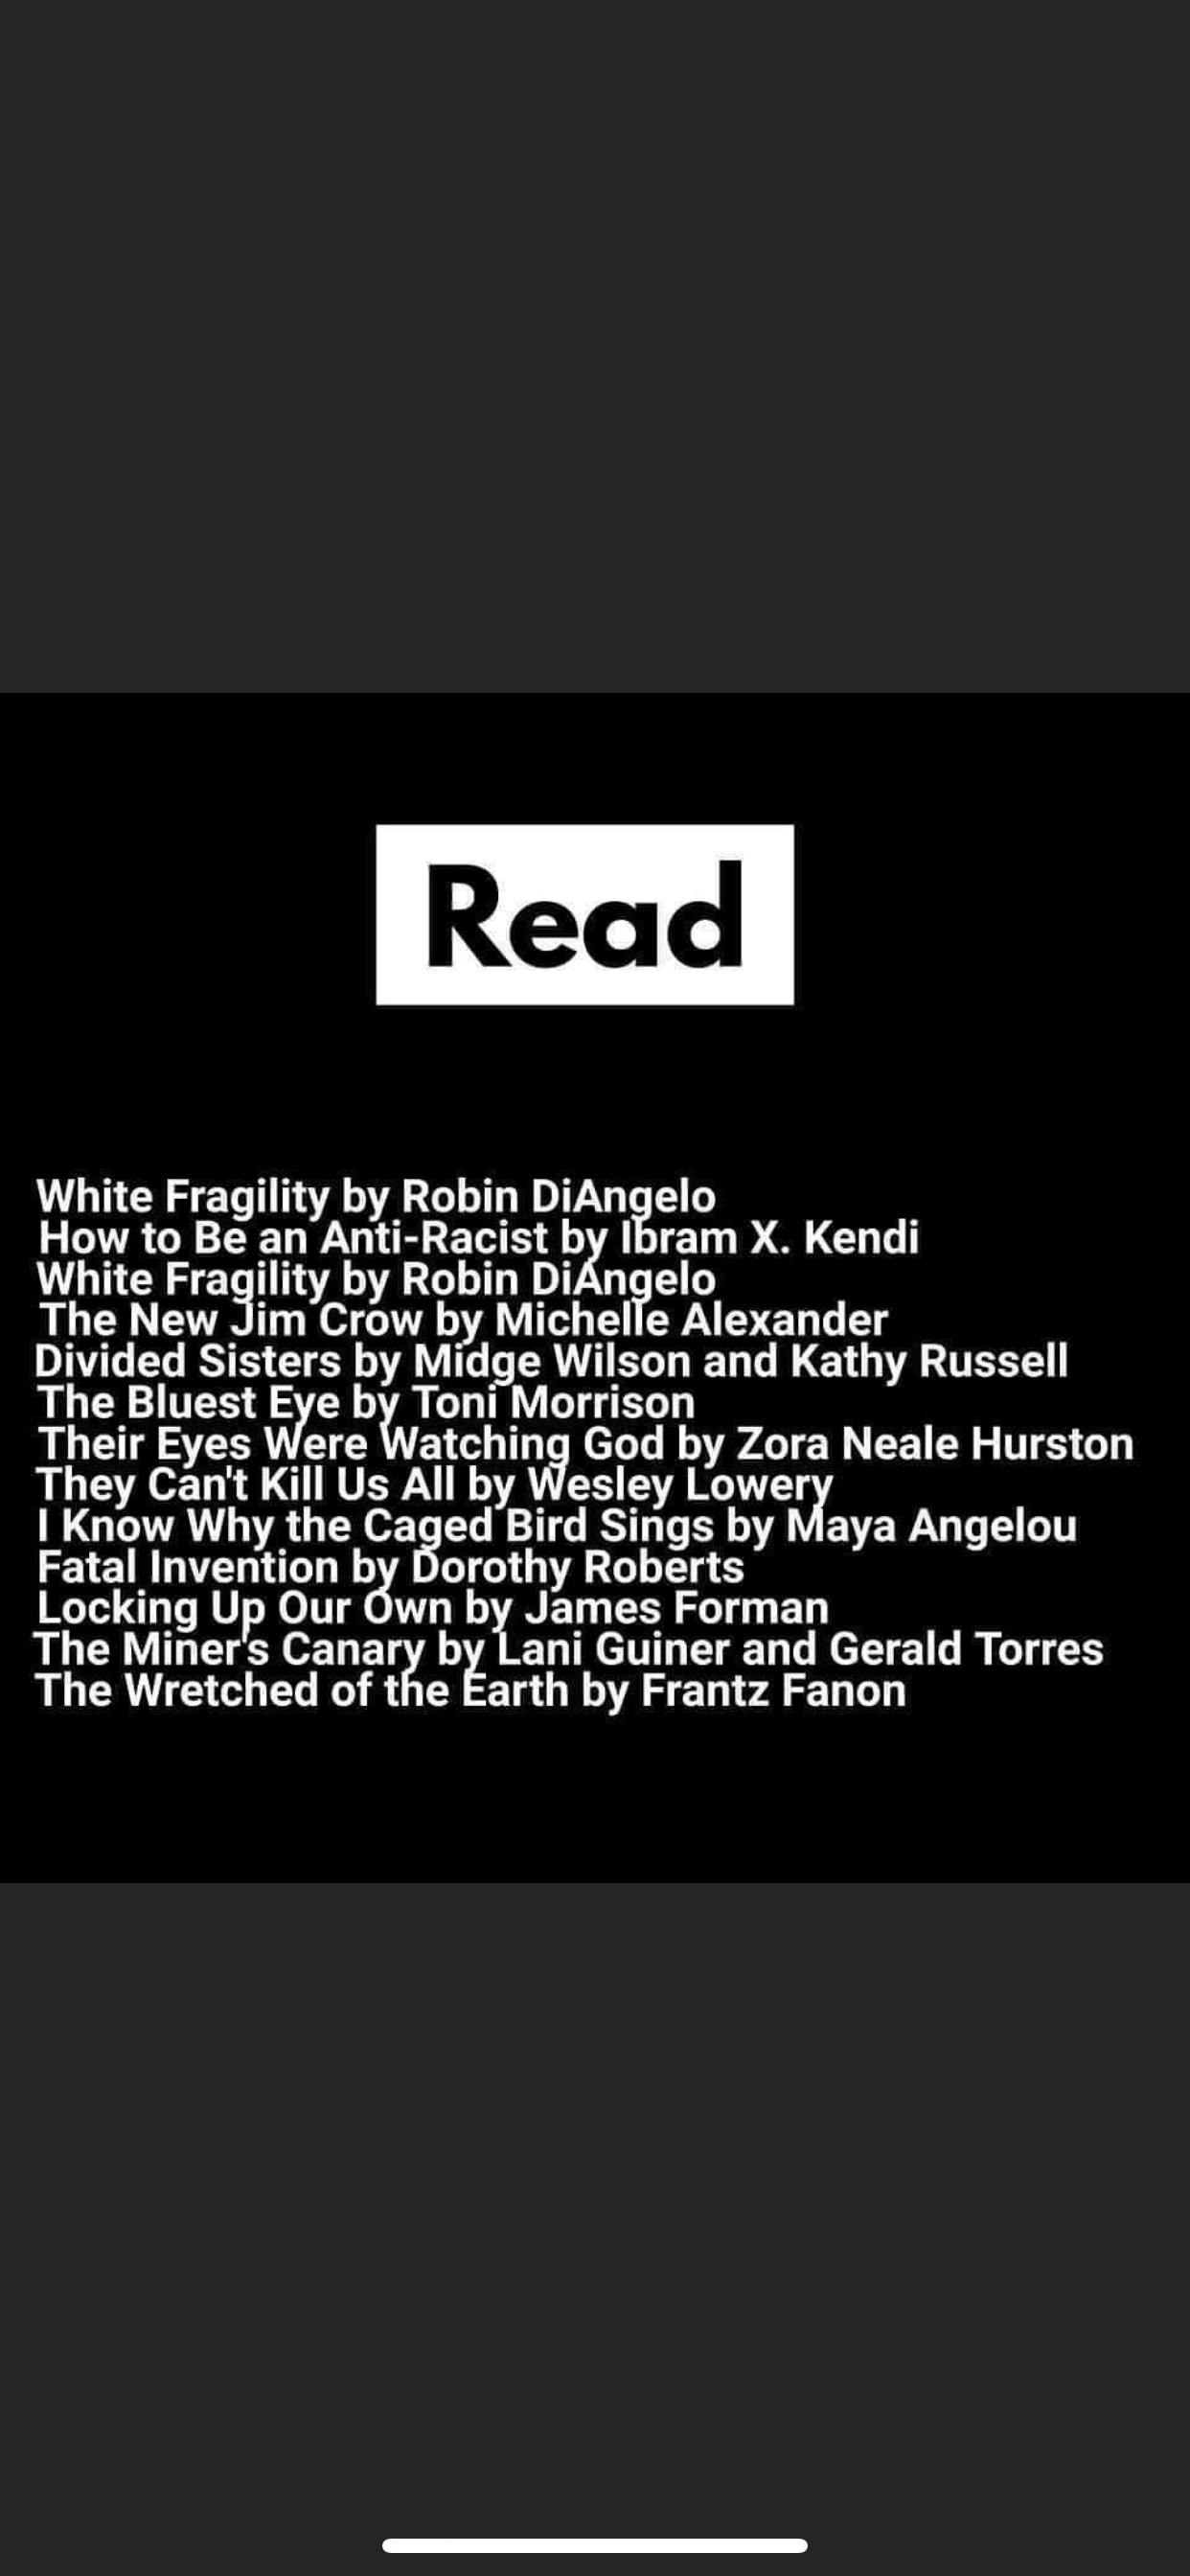 Read
White Fragility by Robin DiAngelo
How to Be an Anti-Racist by Ibram X. Kendi
White Fragility by Robin DiAngelo
The New Jim Crow by Michelle Alexander
Divided Sisters by Midge Wilson and Kathy Russell
The Bluest Eye by Toni Morrison
Their Eyes Were Watching God by Zora Neale Hurston
They Can't Kill Us All by Wesley Lowery
I Know Why the Caged Bird Sings by Maya Angelou
Fatal Invention by Dorothy Roberts
Locking Up Our Own by James Forman
The Miner's Canary by Lani Guiner and Gerald Torres
The Wretched of the Earth by Frantz Fanon